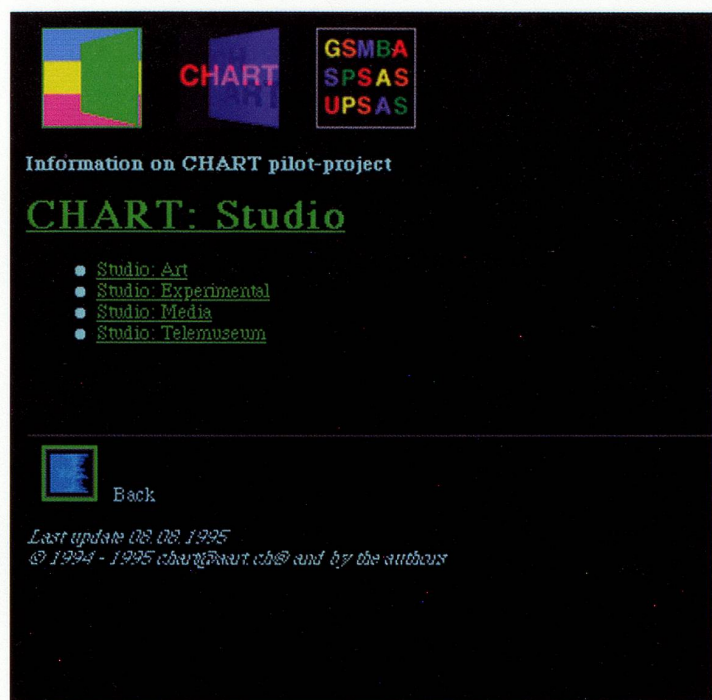 CHART
GSMBA
SPSAS
UPSAS
Information on CHART pilot-project
CHART: Studio
Studio: Art
Studio: Experimental
Studio: Media
Studio: Telemuseum
Back
Last update 08.08.1995
© 1994 - 1995 chart@aart.ch® and by the authors